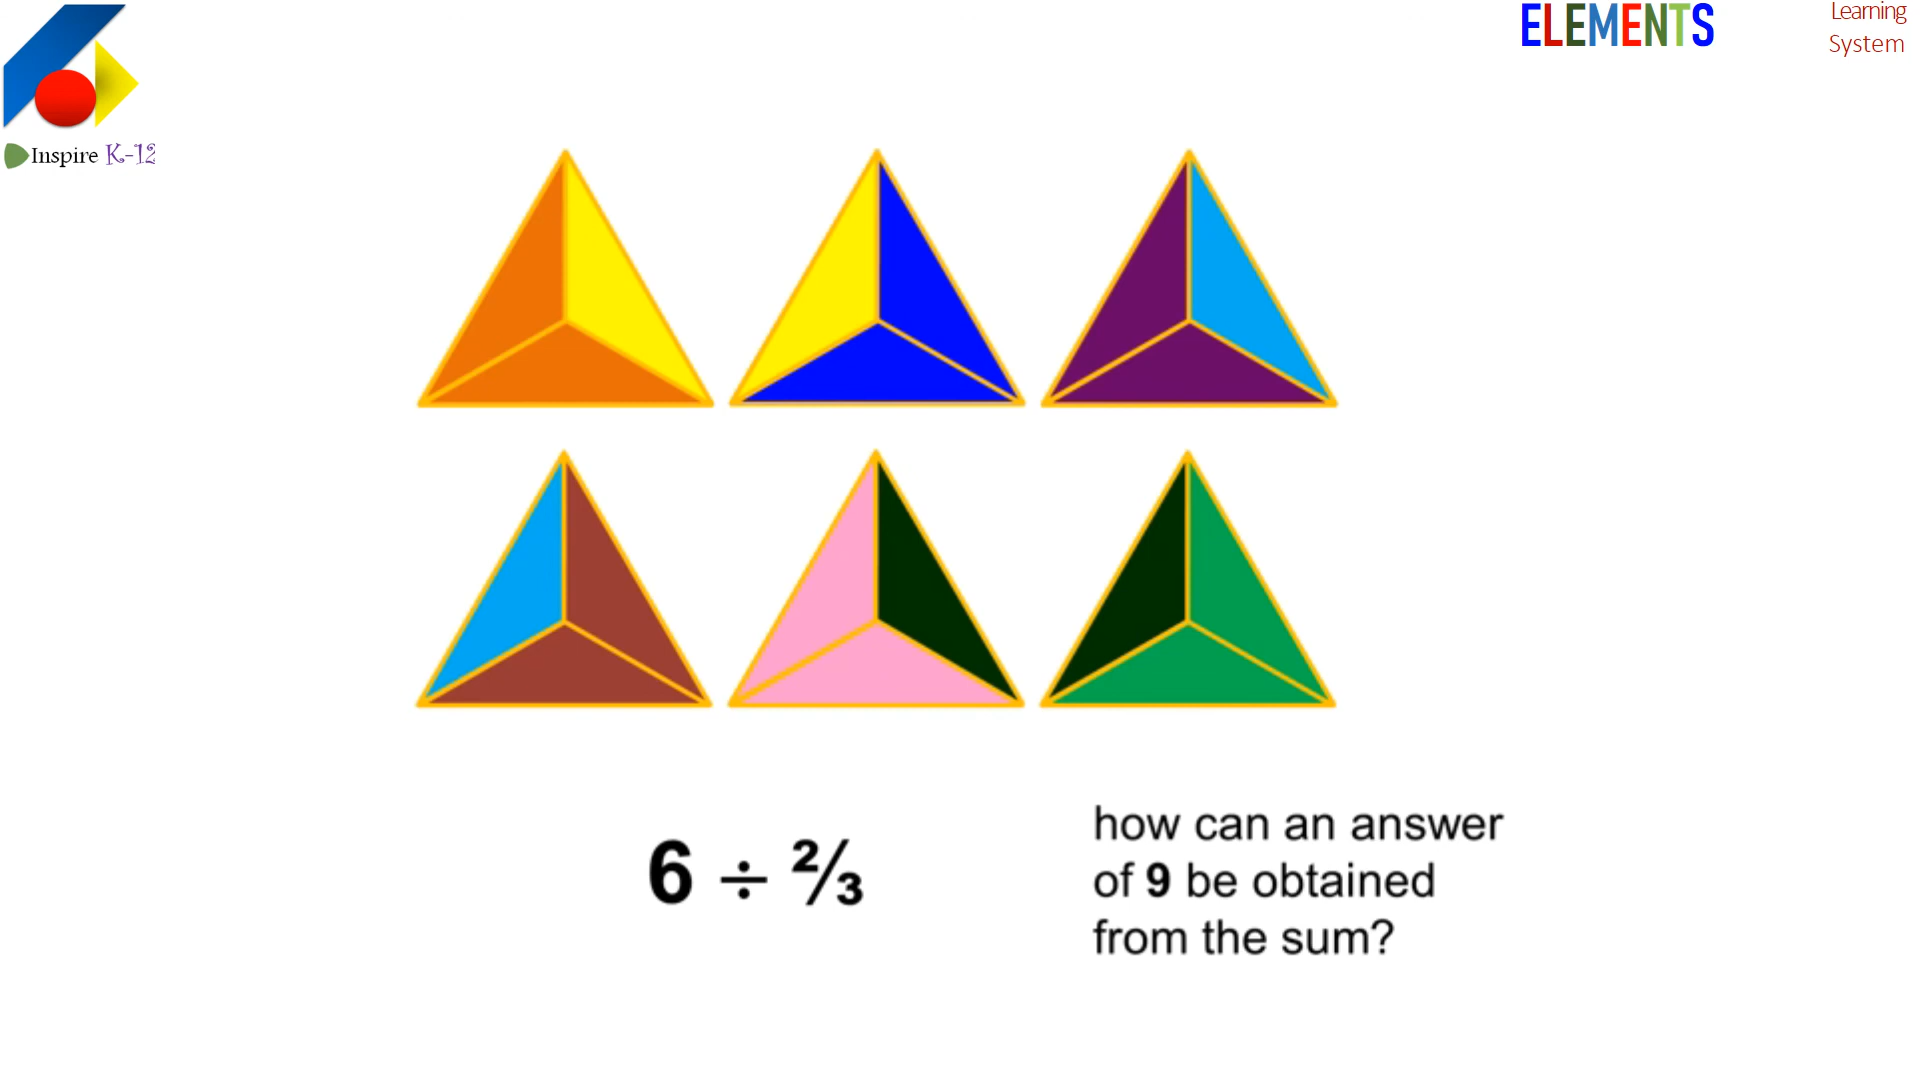 ELEMENTS
Learning
System
Inspire K-12
6 ÷ ⅔
how can an answer
of 9 be obtained
from the sum?